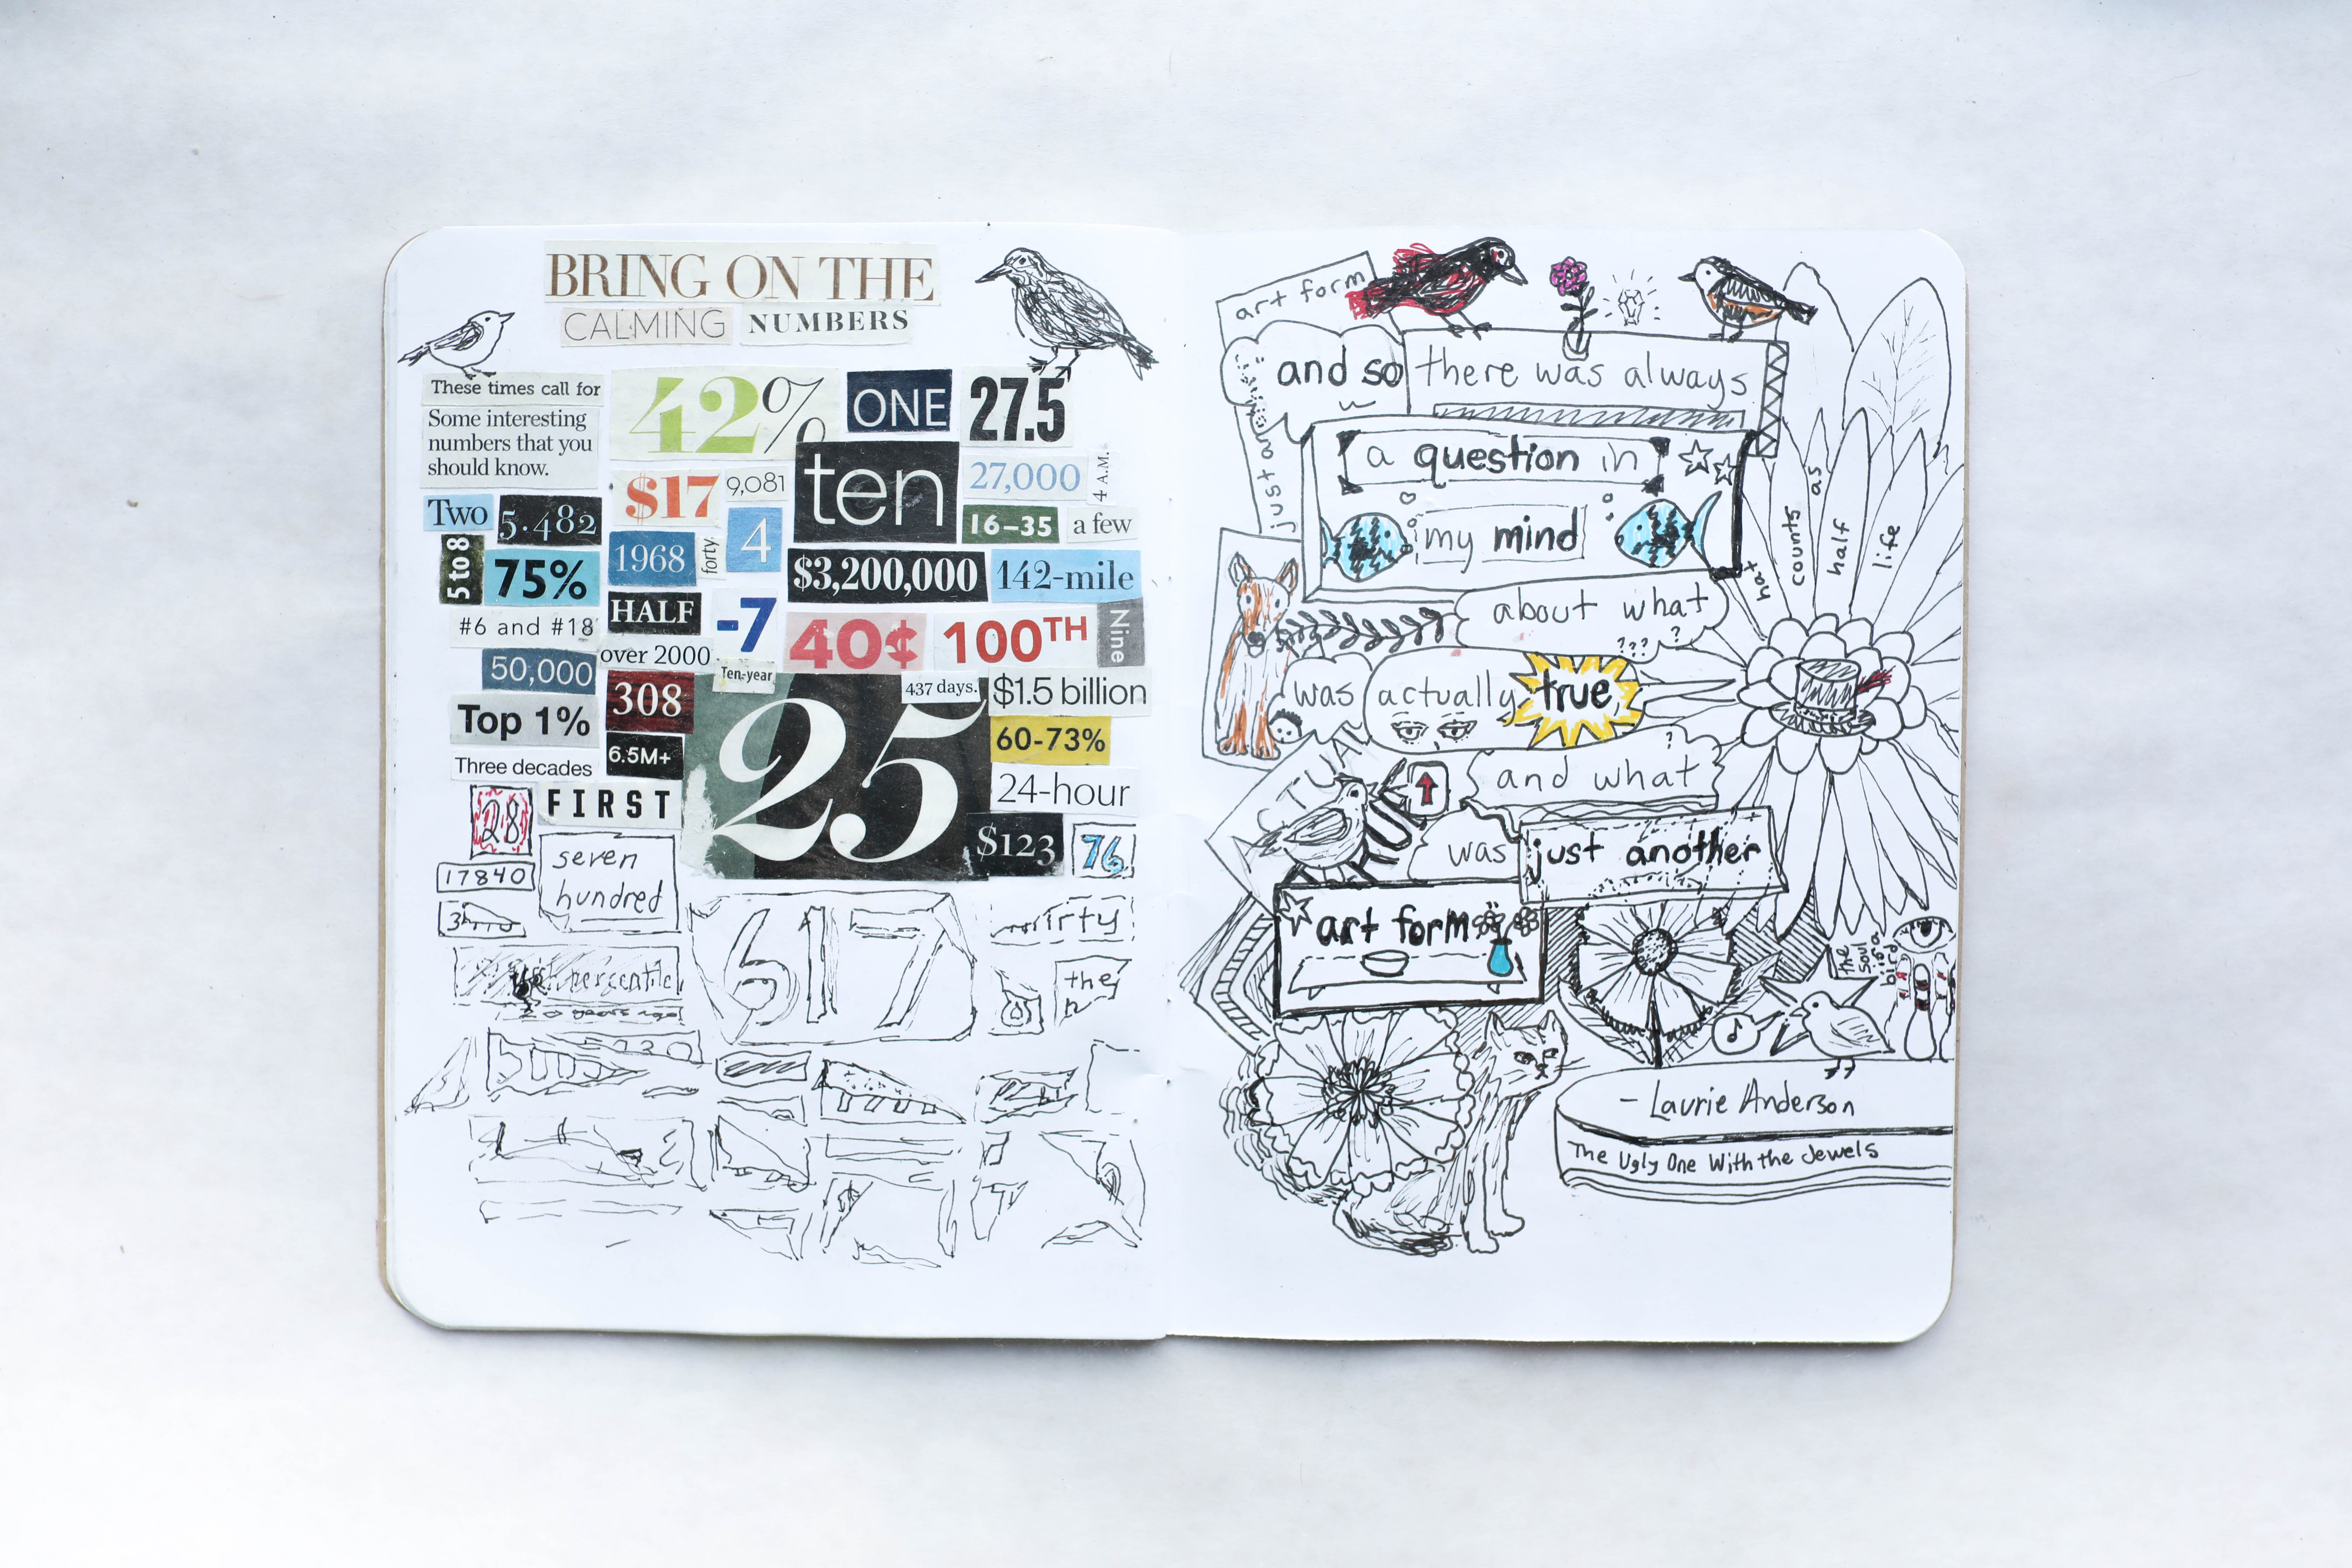 BRING ON THE
CALMING NUMBERS
These times call for
Some interesting
numbers that you
should know.
42%
ONE
27.5
ten
27,000
4 A.M.
$17
9,081
Two
5.482
16–35
a few
1968
forty
4
5 to 8
75%
$3,200,000
142-mile
HALF
-7
#6 and #18
over 2000
40¢
100TH
Nine
50,000
308
Ten-year
437 days.
$1.5 billion
Top 1%
25
60-73%
6.5M+
Three decades
24-hour
28
FIRST
$123
76
seven
hundred
17840
617
irty
percentile
years ago
the
n
art form
and so there was always
just an
a question in
my mind
hat counts as half life
about what
??? ?
was actually true
ACTUAL
?
and what
was just another
art form
the
soul
is a
bird
- Laurie Anderson
The Ugly One With the Jewels